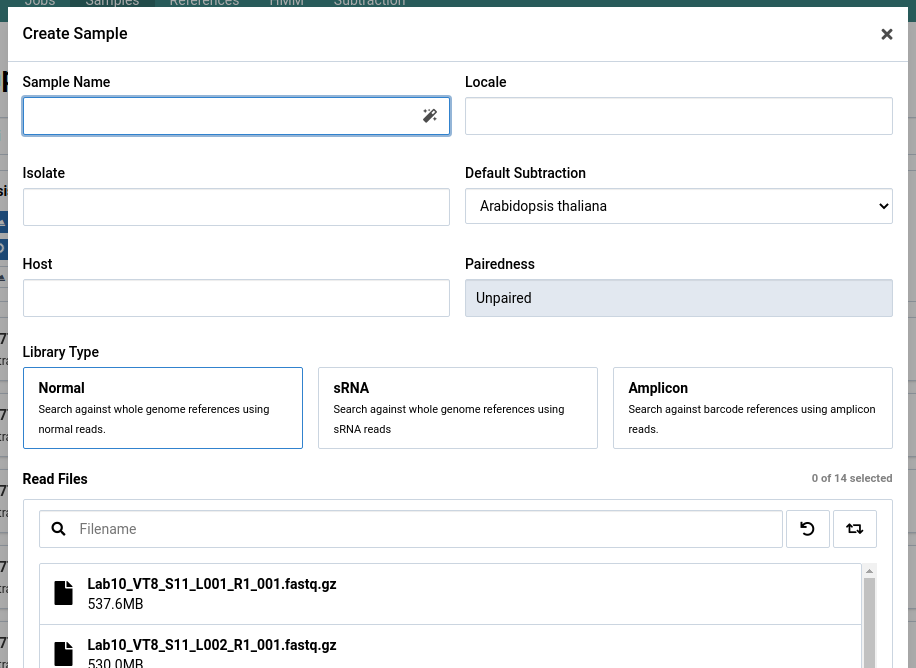 Jobs Samples References HMM Subtraction
Create Sample
Sample Name
Locale
Isolate
Default Subtraction
Arabidopsis thaliana
Host
Pairedness
Unpaired
Library Type
Normal
Search against whole genome references using
normal reads.
sRNA
Search against whole genome references using
sRNA reads
Amplicon
Search against barcode references using amplicon
reads.
Read Files
0 of 14 selected
Filename
Lab10_VT8_S11_L001_R1_001.fastq.gz
537.6MB
Lab10_VT8_S11_L002_R1_001.fastq.gz
530.0MB